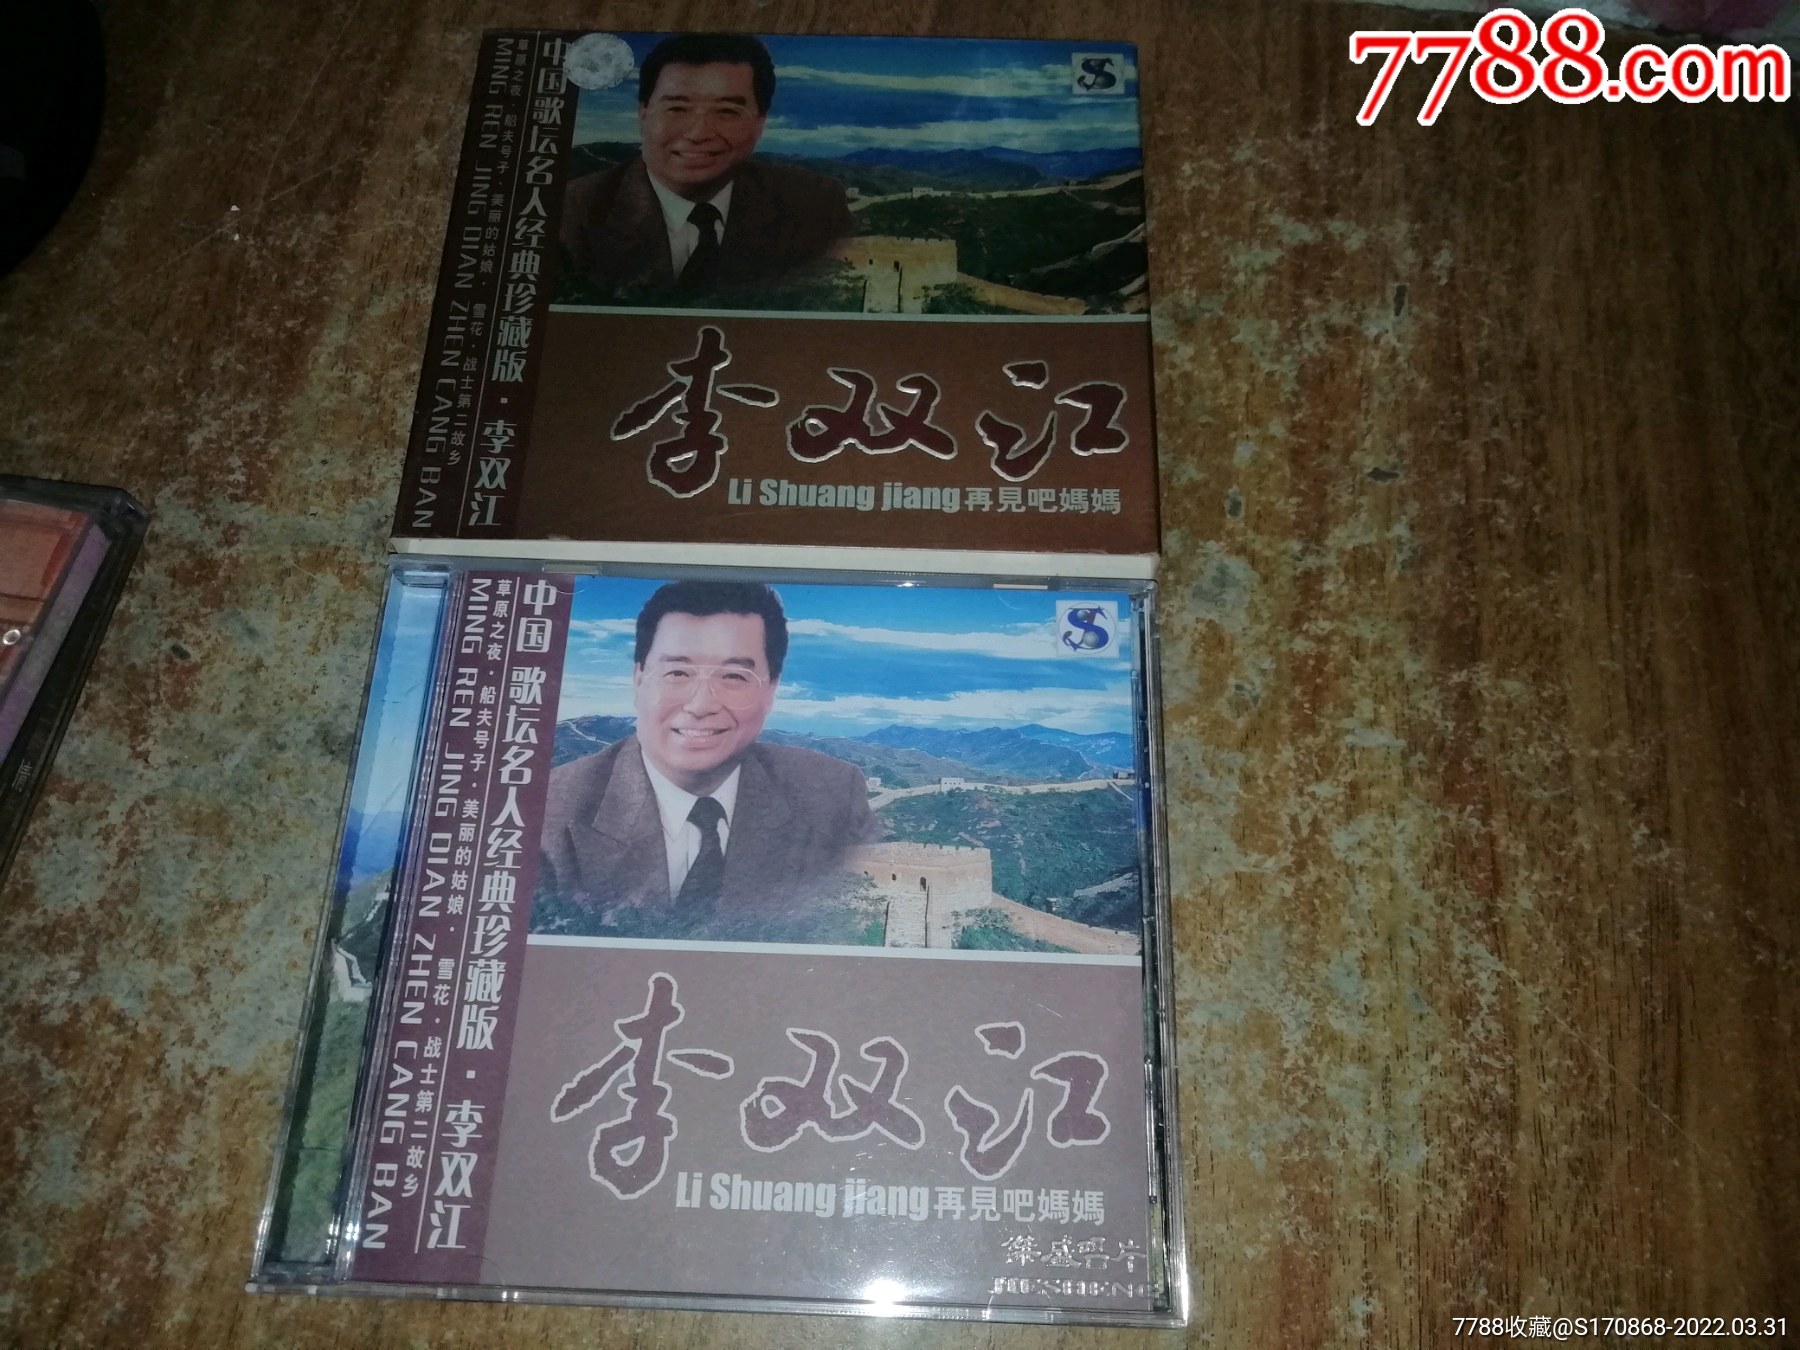 7788.com
中国歌坛名人经典珍藏版·李双江
草原之夜·船夫号子·美丽的姑娘·雪花·战士第二故乡
MING REN JING DIAN ZHEN CANG BAN
S
李双江
Li Shuang jiang再見吧媽媽
中国歌坛名人经典珍藏版·李双江
草原之夜·船夫号子·美丽的姑娘·雪花·战士第二故乡
MING REN JING DIAN ZHEN CANG BAN
S
李双江
Li Shuang jiang再見吧媽媽
傑盛唱片
JIESHENG
7788收藏@S170868-2022.03.31